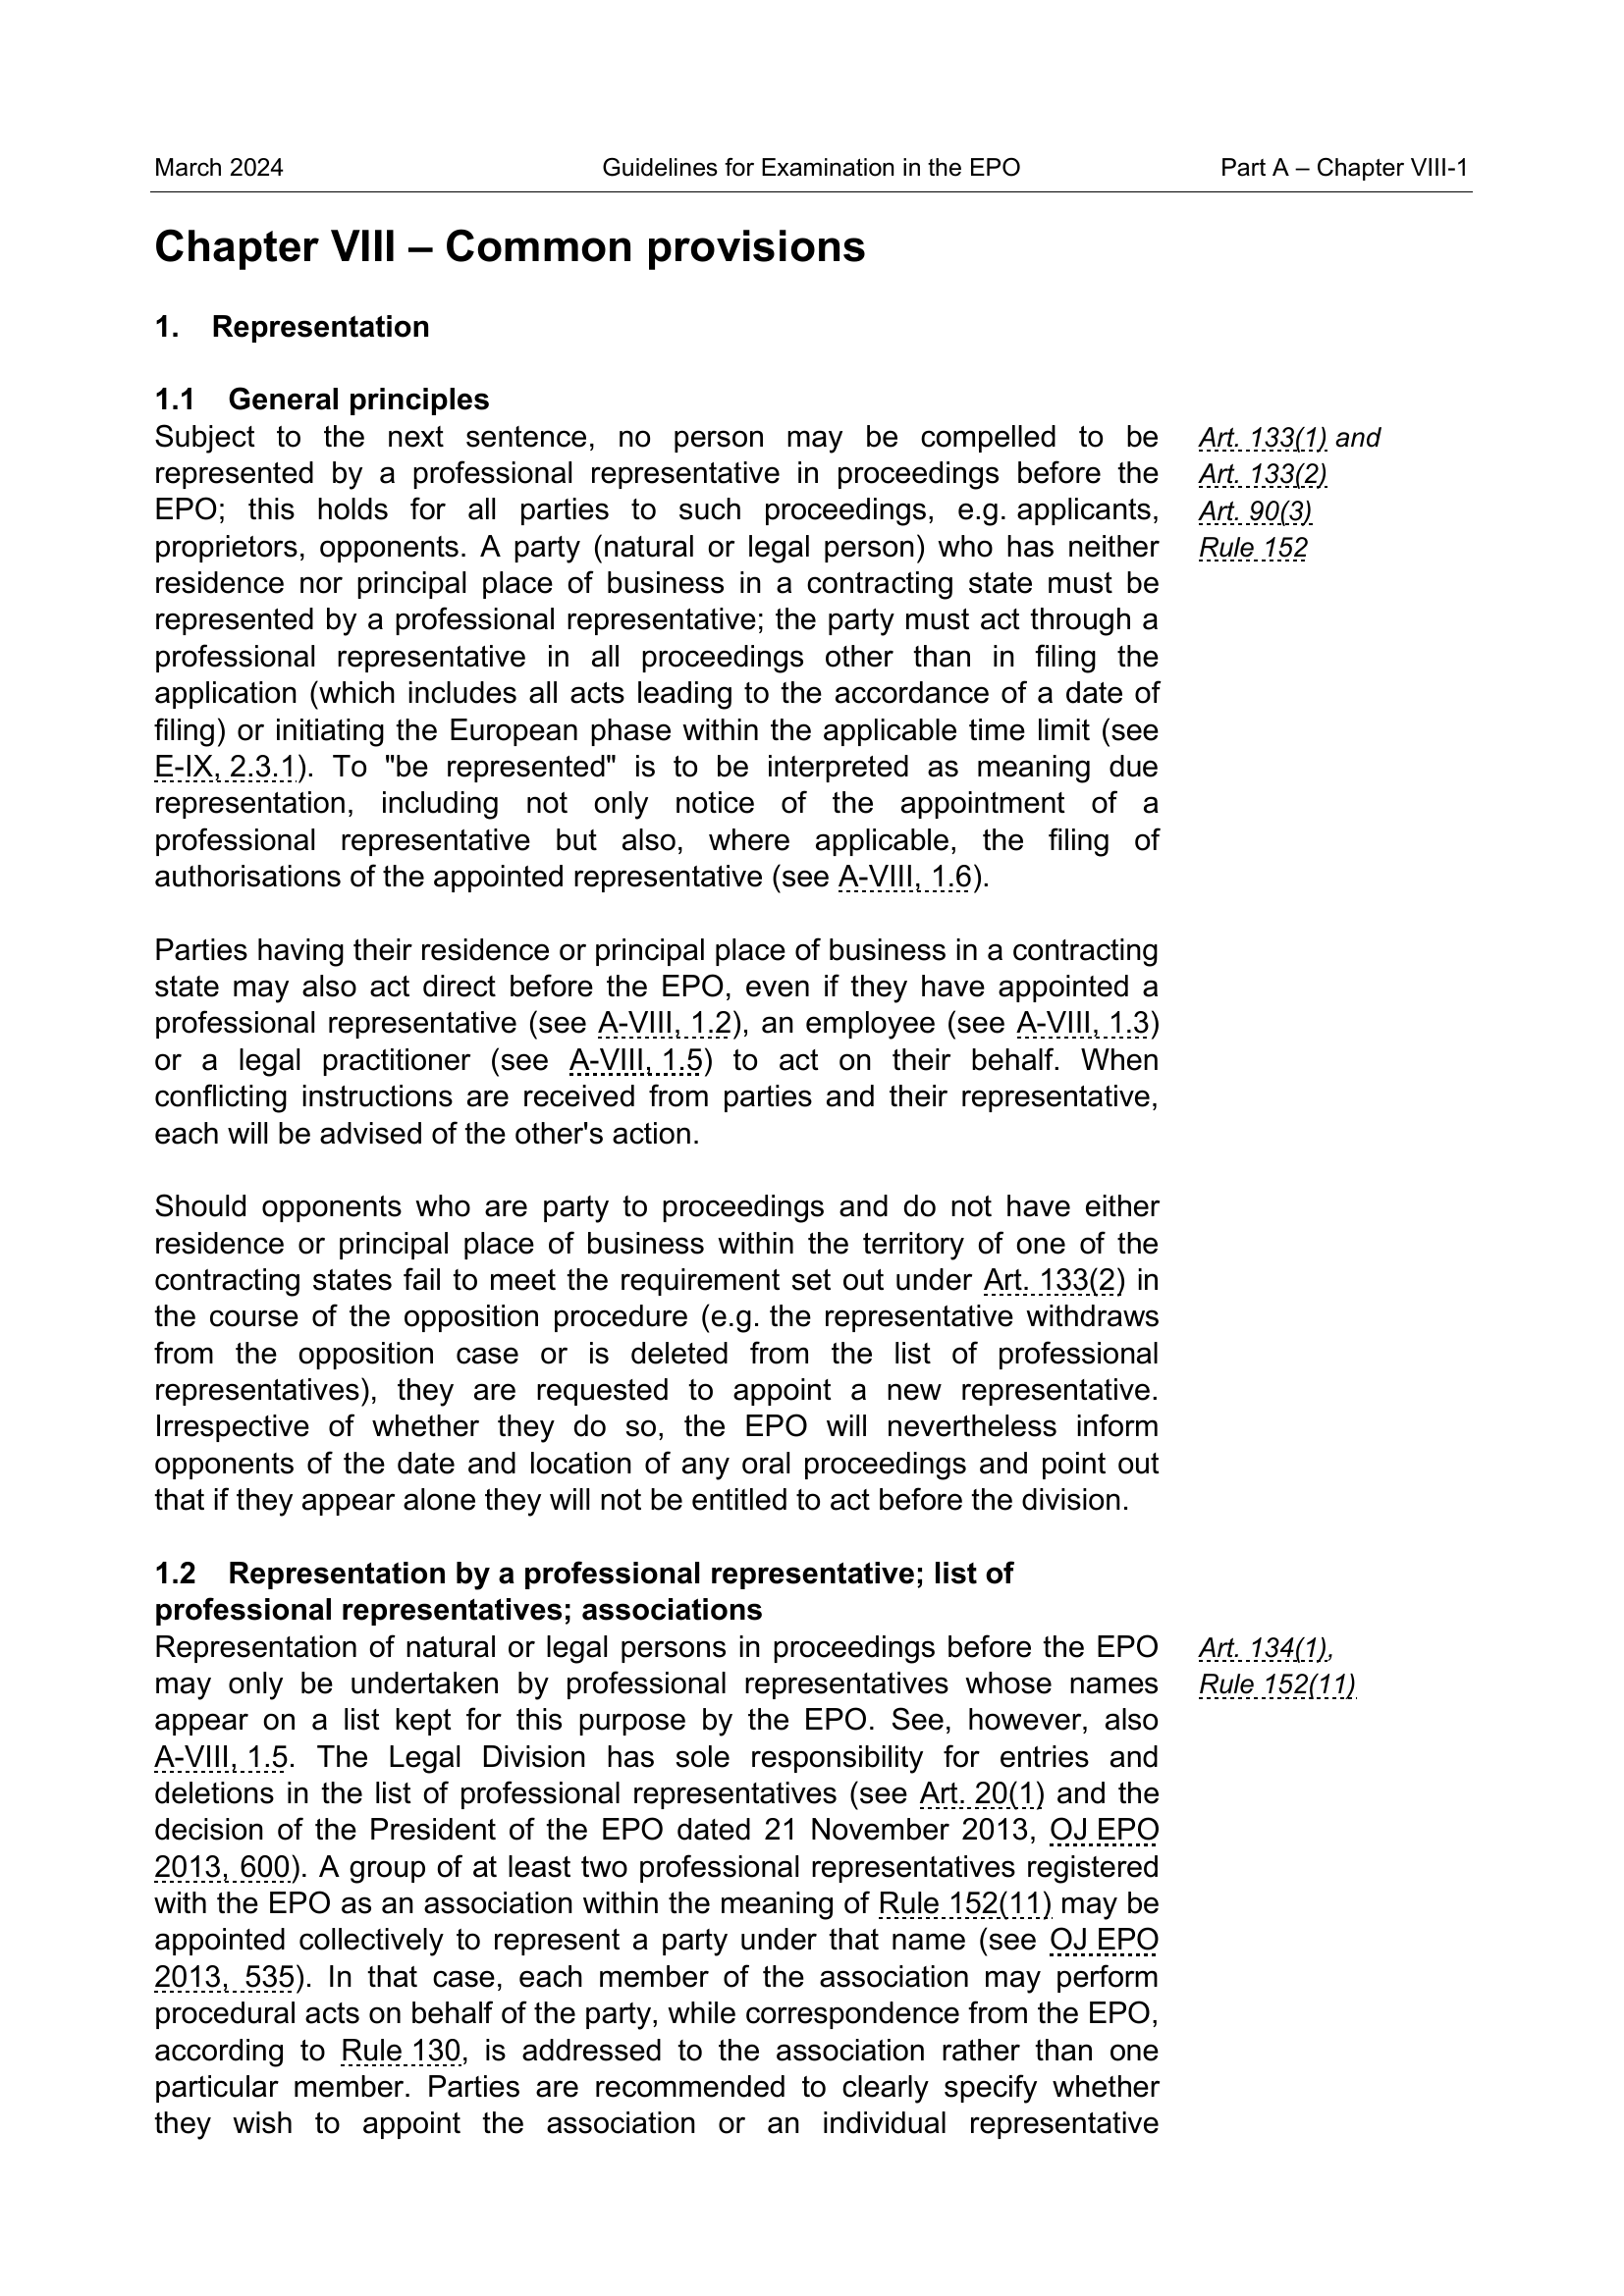 March 2024 Guidelines for Examination in the EPO Part A – Chapter VIII-1
Chapter VIII – Common provisions
1. Representation
1.1 General principles
Subject to the next sentence, no person may be compelled to be
represented by a professional representative in proceedings before the
EPO; this holds for all parties to such proceedings, e.g. applicants,
proprietors, opponents. A party (natural or legal person) who has neither
residence nor principal place of business in a contracting state must be
represented by a professional representative; the party must act through a
professional representative in all proceedings other than in filing the
application (which includes all acts leading to the accordance of a date of
filing) or initiating the European phase within the applicable time limit (see
E-IX, 2.3.1). To "be represented" is to be interpreted as meaning due
representation, including not only notice of the appointment of a
professional representative but also, where applicable, the filing of
authorisations of the appointed representative (see A-VIII, 1.6).
Art. 133(1) and
Art. 133(2)
Art. 90(3)
Rule 152
Parties having their residence or principal place of business in a contracting
state may also act direct before the EPO, even if they have appointed a
professional representative (see A-VIII, 1.2), an employee (see A-VIII, 1.3)
or a legal practitioner (see A-VIII, 1.5) to act on their behalf. When
conflicting instructions are received from parties and their representative,
each will be advised of the other's action.
Should opponents who are party to proceedings and do not have either
residence or principal place of business within the territory of one of the
contracting states fail to meet the requirement set out under Art. 133(2) in
the course of the opposition procedure (e.g. the representative withdraws
from the opposition case or is deleted from the list of professional
representatives), they are requested to appoint a new representative.
Irrespective of whether they do so, the EPO will nevertheless inform
opponents of the date and location of any oral proceedings and point out
that if they appear alone they will not be entitled to act before the division.
1.2 Representation by a professional representative; list of
professional representatives; associations
Representation of natural or legal persons in proceedings before the EPO
may only be undertaken by professional representatives whose names
appear on a list kept for this purpose by the EPO. See, however, also
A-VIII, 1.5. The Legal Division has sole responsibility for entries and
deletions in the list of professional representatives (see Art. 20(1) and the
decision of the President of the EPO dated 21 November 2013, OJ EPO
2013, 600). A group of at least two professional representatives registered
with the EPO as an association within the meaning of Rule 152(11) may be
appointed collectively to represent a party under that name (see OJ EPO
2013, 535). In that case, each member of the association may perform
procedural acts on behalf of the party, while correspondence from the EPO,
according to Rule 130, is addressed to the association rather than one
particular member. Parties are recommended to clearly specify whether
they wish to appoint the association or an individual representative
Art. 134(1),
Rule 152(11)